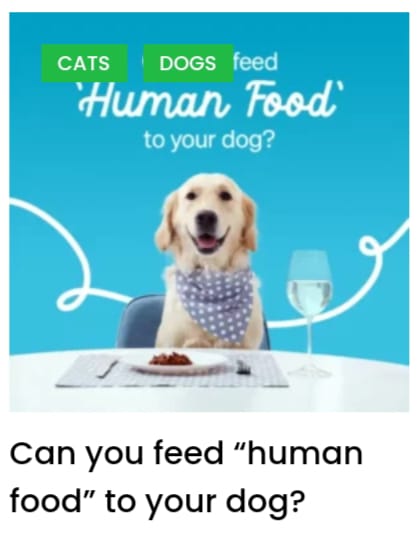 CATS DOGS feed
'Human Food'
to your dog?
Can you feed “human
food” to your dog?